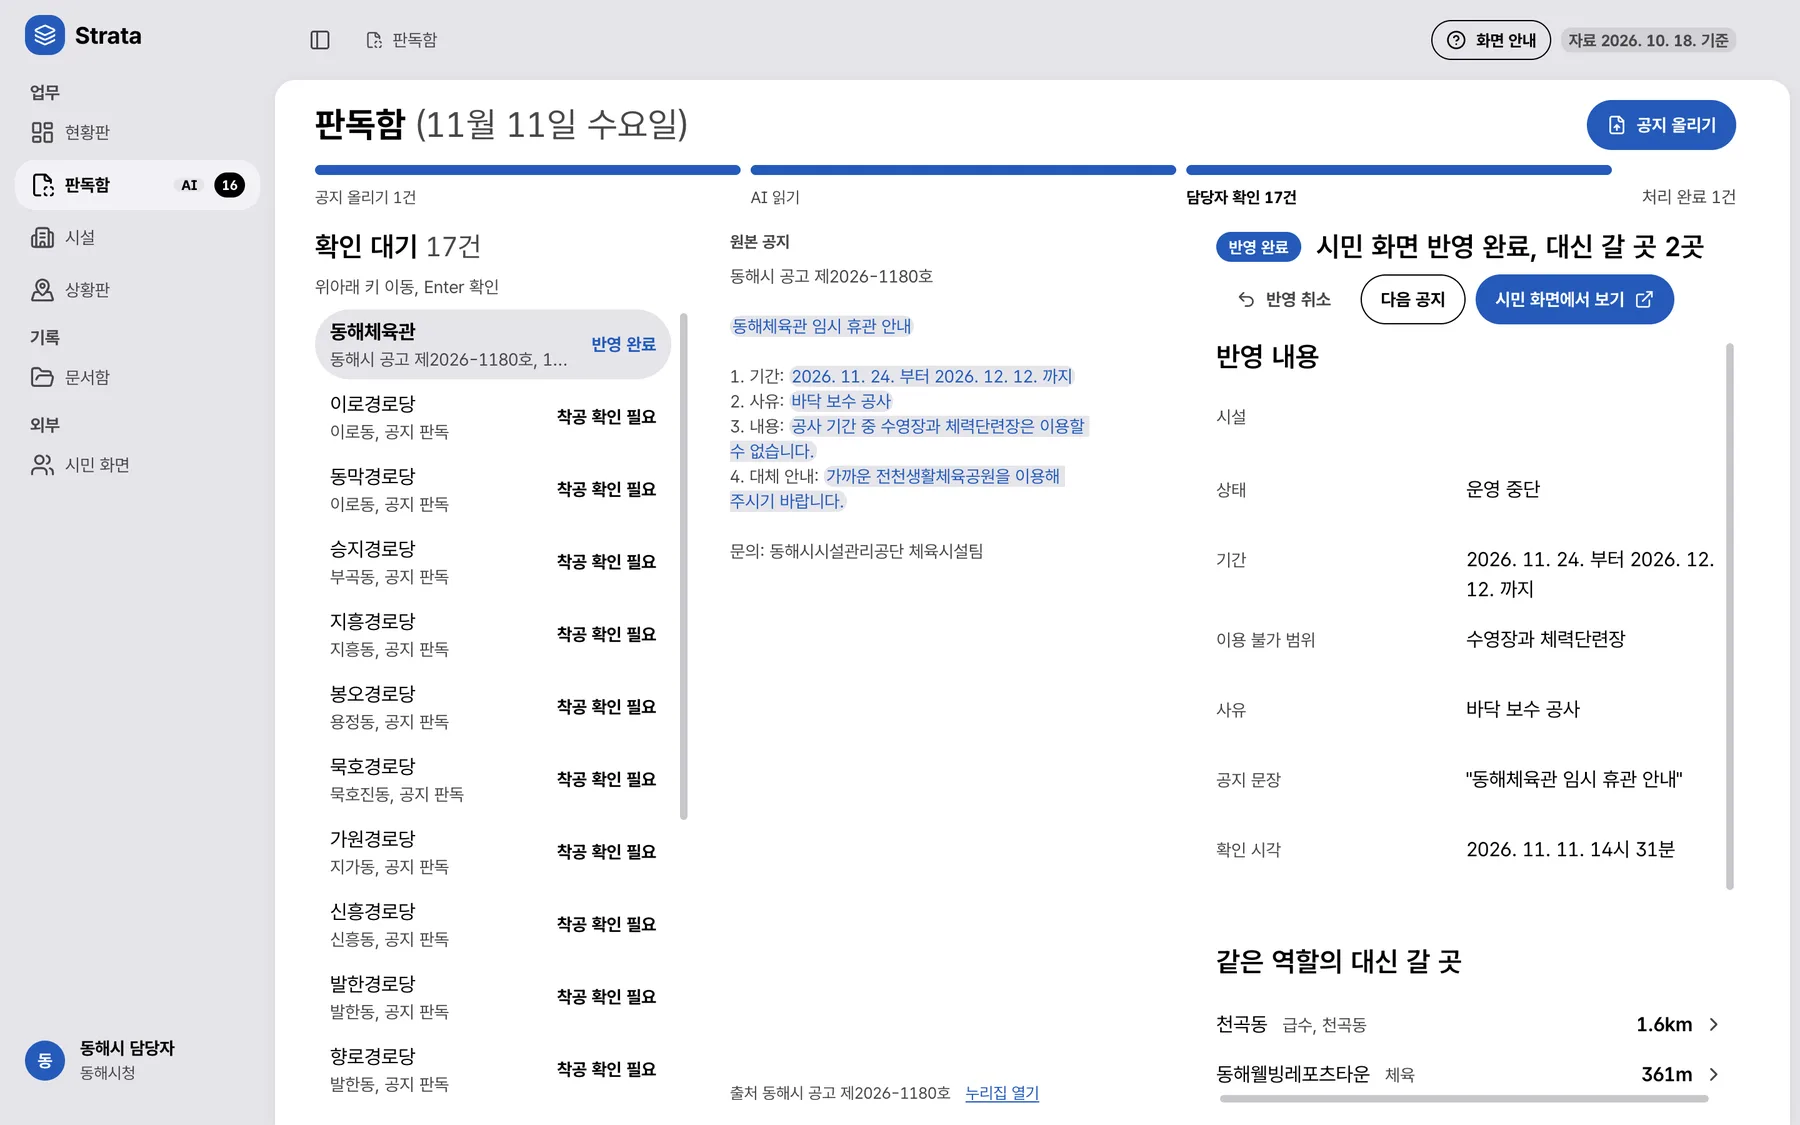 Strata
업무
현황판
판독함 AI 16
시설
상황판
기록
문서함
외부
시민 화면
동 동해시 담당자
동해시청
판독함
화면 안내
자료 2026. 10. 18. 기준
판독함 (11월 11일 수요일)
공지 올리기
공지 올리기 1건
AI 읽기
담당자 확인 17건
처리 완료 1건
확인 대기 17건
위아래 키 이동, Enter 확인
동해체육관
동해시 공고 제2026-1180호, 1...
반영 완료
이로경로당
이로동, 공지 판독
착공 확인 필요
동막경로당
이로동, 공지 판독
착공 확인 필요
승지경로당
부곡동, 공지 판독
착공 확인 필요
지흥경로당
지흥동, 공지 판독
착공 확인 필요
봉오경로당
용정동, 공지 판독
착공 확인 필요
묵호경로당
묵호진동, 공지 판독
착공 확인 필요
가원경로당
지가동, 공지 판독
착공 확인 필요
신흥경로당
신흥동, 공지 판독
착공 확인 필요
발한경로당
발한동, 공지 판독
착공 확인 필요
향로경로당
발한동, 공지 판독
착공 확인 필요
원본 공지
동해시 공고 제2026-1180호
동해체육관 임시 휴관 안내
1. 기간: 2026. 11. 24. 부터 2026. 12. 12. 까지
2. 사유: 바닥 보수 공사
3. 내용: 공사 기간 중 수영장과 체력단련장은 이용할
수 없습니다.
4. 대체 안내: 가까운 전천생활체육공원을 이용해
주시기 바랍니다.
문의: 동해시시설관리공단 체육시설팀
출처 동해시 공고 제2026-1180호 누리집 열기
반영 완료 시민 화면 반영 완료, 대신 갈 곳 2곳
반영 취소
다음 공지
시민 화면에서 보기
반영 내용
시설
상태 운영 중단
기간 2026. 11. 24. 부터 2026. 12.
12. 까지
이용 불가 범위 수영장과 체력단련장
사유 바닥 보수 공사
공지 문장 "동해체육관 임시 휴관 안내"
확인 시각 2026. 11. 11. 14시 31분
같은 역할의 대신 갈 곳
천곡동 급수, 천곡동 1.6km
동해웰빙레포츠타운 체육 361m